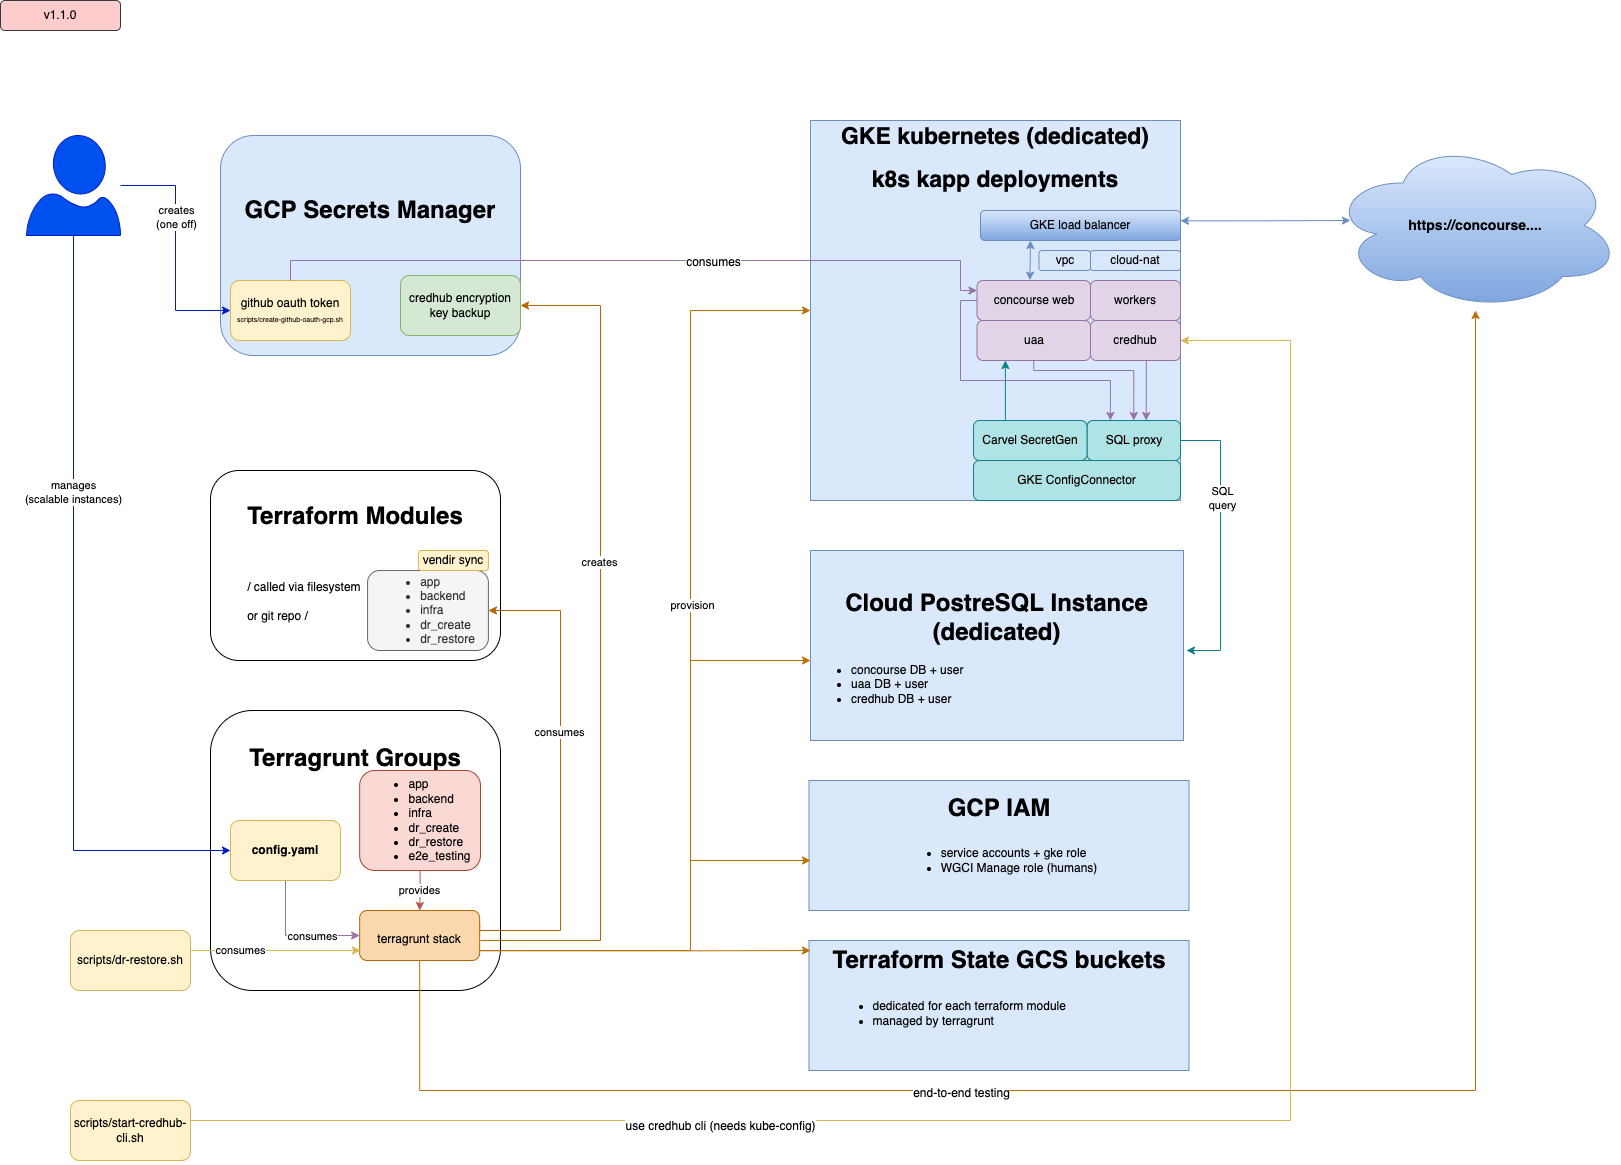 v1.1.0
creates
(one off)
manages
(scalable instances)
GCP Secrets Manager
github oauth token
scripts/create-github-oauth-gcp.sh
credhub encryption
key backup
consumes
Terraform Modules
/ called via filesystem
or git repo /
vendir sync
app
backend
infra
dr_create
dr_restore
Terragrunt Groups
app
backend
infra
dr_create
dr_restore
e2e_testing
config.yaml
provides
consumes
terragrunt stack
scripts/dr-restore.sh
consumes
scripts/start-credhub-
cli.sh
consumes
creates
provision
GKE kubernetes (dedicated)
k8s kapp deployments
GKE load balancer
vpc
cloud-nat
concourse web
workers
uaa
credhub
Carvel SecretGen
SQL proxy
GKE ConfigConnector
SQL
query
https://concourse....
Cloud PostreSQL Instance
(dedicated)
concourse DB + user
uaa DB + user
credhub DB + user
GCP IAM
service accounts + gke role
WGCI Manage role (humans)
Terraform State GCS buckets
dedicated for each terraform module
managed by terragrunt
end-to-end testing
use credhub cli (needs kube-config)